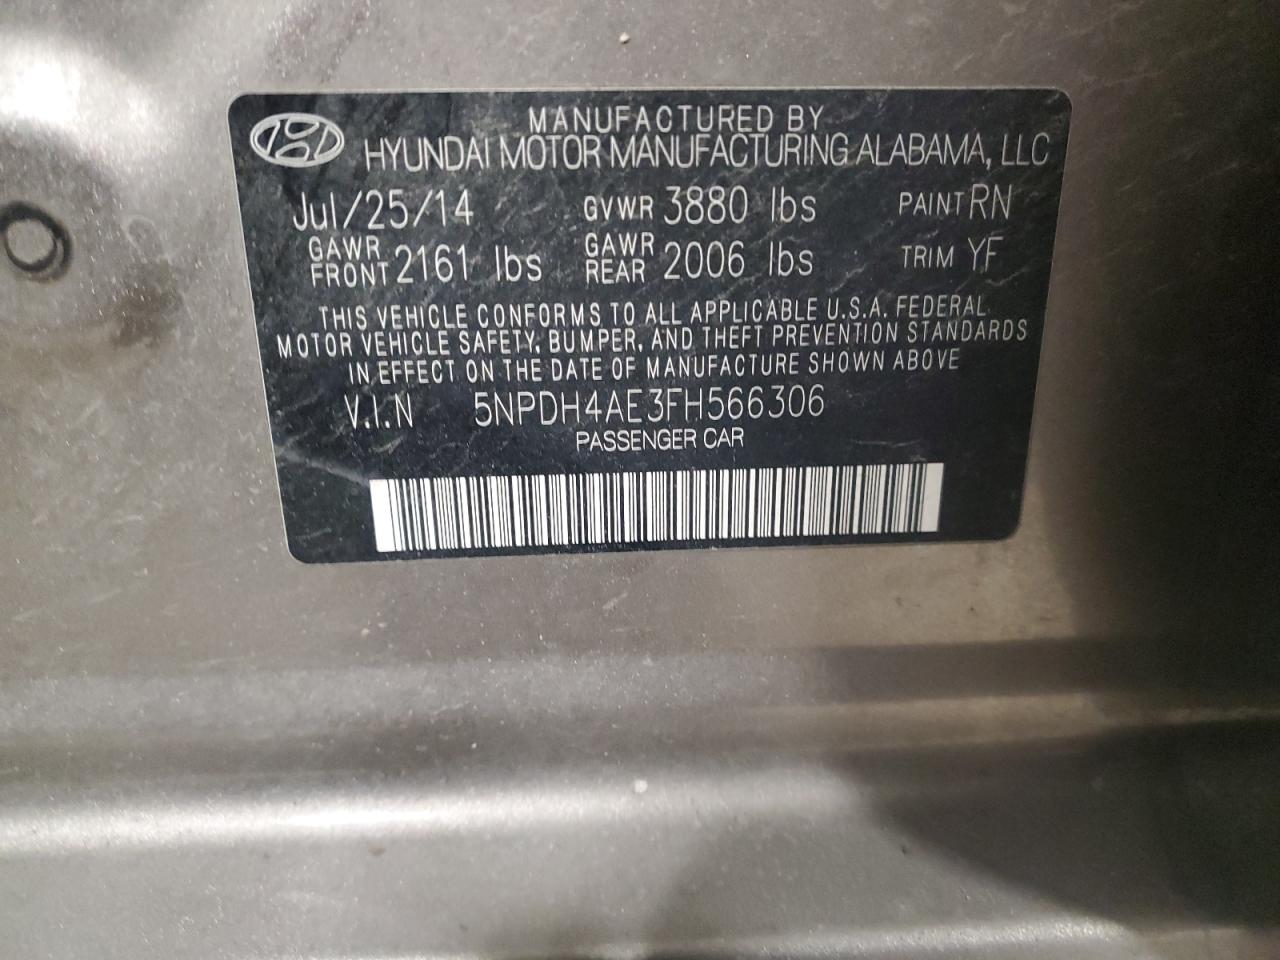 MANUFACTURED BY
HYUNDAI MOTOR MANUFACTURING ALABAMA, LLC
Jul/25/14 GVWR 3880 lbs PAINT RN
GAWR FRONT 2161 lbs GAWR REAR 2006 lbs TRIM YF
THIS VEHICLE CONFORMS TO ALL APPLICABLE U.S.A. FEDERAL
MOTOR VEHICLE SAFETY, BUMPER, AND THEFT PREVENTION STANDARDS
IN EFFECT ON THE DATE OF MANUFACTURE SHOWN ABOVE
V.I.N 5NPDH4AE3FH566306
PASSENGER CAR